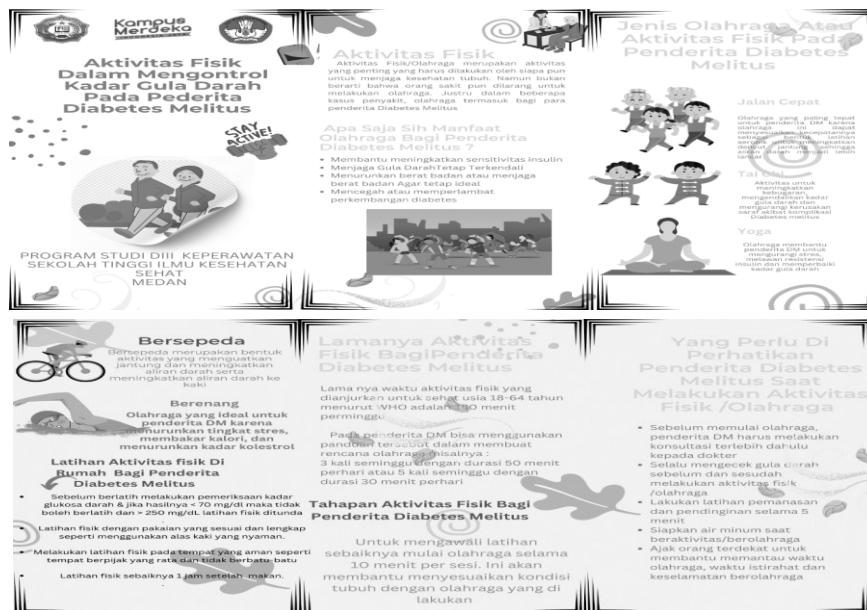 Kampus
Merdeka
Aktivitas Fisik
Dalam Mengontrol
Kadar Gula Darah
Pada Pederita
Diabetes Melitus
STAY
ACTIVE!
PROGRAM STUDI DIII KEPERAWATAN
SEKOLAH TINGGI ILMU KESEHATAN
SEHAT
MEDAN
Aktivitas Fisik
Aktivitas Fisik/Olahraga merupakan aktivitas
yang penting yang harus dilakukan oleh siapa pun
untuk menjaga kesehatan tubuh. Namun bukan
berarti bahwa orang sakit pun dilarang untuk
melakukan olahraga. Justru dalam beberapa
kasus penyakit, olahraga termasuk bagi para
penderita Diabetes Melitus
Apa Saja Sih Manfaat
Olahraga Bagi Penderita
Diabetes Melitus ?
• Membantu meningkatkan sensitivitas insulin
• Menjaga Gula DarahTetap Terkendali
• Menurunkan berat badan atau menjaga
berat badan Agar tetap ideal
• Mencegah atau memperlambat
perkembangan diabetes
Jenis Olahraga Atau
Aktivitas Fisik Pada
Penderita Diabetes
Melitus
Jalan Cepat
Olahraga yang paling tepat
untuk penderita DM karena
olahraga ini dapat
menyesuaikan kecepatannya
sebagai bentuk latihan
aerobik untuk meningkatkan
denyut jantung sehingga
aliran darah menjadi lebih
lancar
Tai Chi
Aktivitas untuk
meningkatkan
kebugaran,
mengendalikan kadar
gula darah dan
mengurangi kerusakan
saraf akibat komplikasi
Diabetes melitus
Yoga
Olahraga membantu
penderita DM untuk
mengurangi stres,
melawan resistensi
insulin dan memperbaiki
kadar gula darah
Bersepeda
Bersepeda merupakan bentuk
aktivitas yang menguatkan
jantung dan meningkatkan
aliran darah serta
meningkatkan aliran darah ke
kaki
Berenang
Olahraga yang ideal untuk
penderita DM karena
menurunkan tingkat stres,
membakar kalori, dan
menurunkan kadar kolestrol
Latihan Aktivitas fisik Di
Rumah Bagi Penderita
Diabetes Melitus
• Sebelum berlatih melakukan pemeriksaan kadar
glukosa darah & jika hasilnya < 70 mg/dl maka tidak
boleh berlatih dan > 250 mg/dL latihan fisik ditunda
• Latihan fisik dengan pakaian yang sesuai dan lengkap
seperti menggunakan alas kaki yang nyaman.
• Melakukan latihan fisik pada tempat yang aman seperti
tempat berpijak yang rata dan tidak berbatu-batu
• Latihan fisik sebaiknya 1 jam setelah makan.
Lamanya Aktivitas
Fisik BagiPenderita
Diabetes Melitus
Lama nya waktu aktivitas fisik yang
dianjurkan untuk sehat usia 18-64 tahun
menurut WHO adalah menit
perminggu
Pada penderita DM bisa menggunakan
panduan tersebut dalam membuat
rencana olahraga misalnya :
3 kali seminggu dengan durasi 50 menit
perhari atau 5 kali seminggu dengan
durasi 30 menit perhari
Tahapan Aktivitas Fisik Bagi
Penderita Diabetes Melitus
Untuk mengawali latihan
sebaiknya mulai olahraga selama
10 menit per sesi. Ini akan
membantu menyesuaikan kondisi
tubuh dengan olahraga yang di
lakukan
Yang Perlu Di
Perhatikan
Penderita Diabetes
Melitus Saat
Melakukan Aktivitas
Fisik /Olahraga
• Sebelum memulai olahraga,
penderita DM harus melakukan
konsultasi terlebih dahulu
kepada dokter
• Selalu mengecek gula darah
sebelum dan sesudah
melakukan aktivitas fisik
/olahraga
• Lakukan latihan pemanasan
dan pendinginan selama 5
menit
• Siapkan air minum saat
beraktivitas/berolahraga
• Ajak orang terdekat untuk
membantu memantau waktu
olahraga, waktu istirahat dan
keselamatan berolahraga